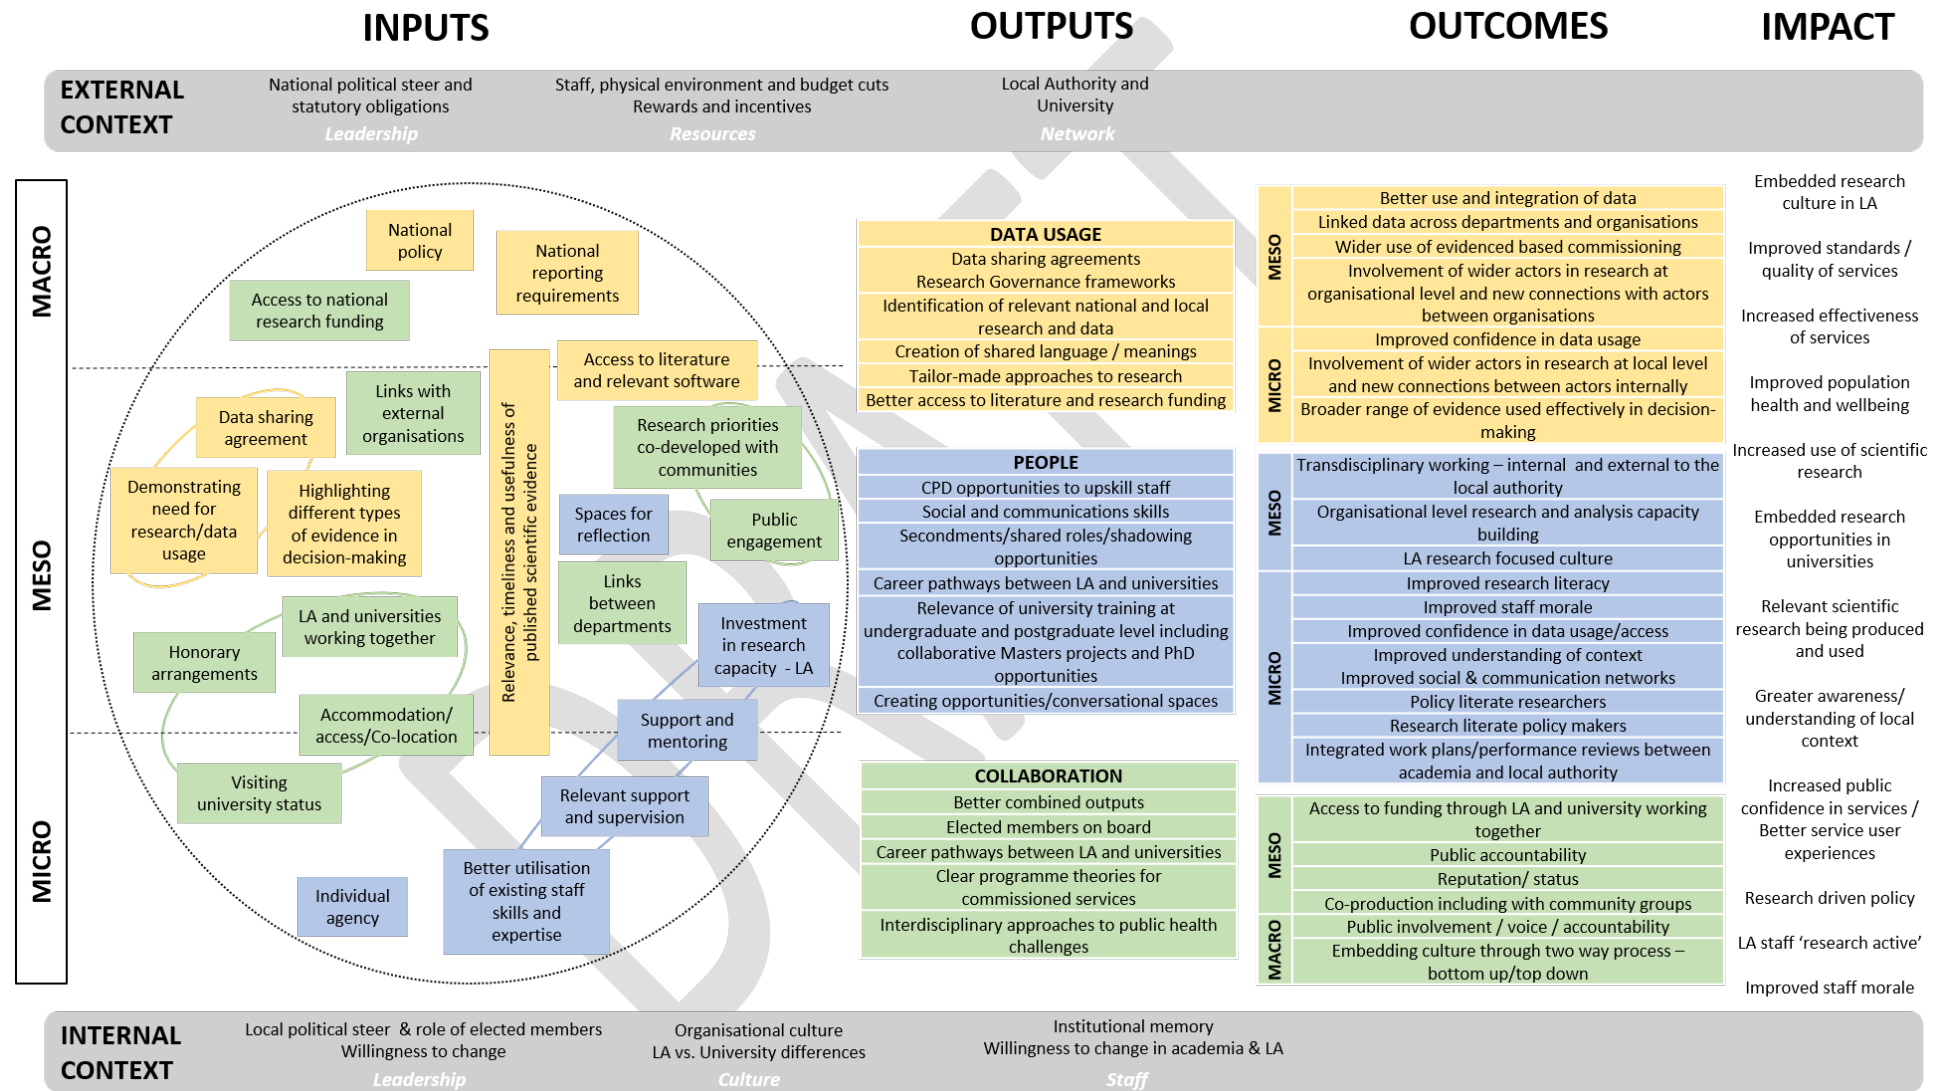 INPUTS
OUTPUTS
OUTCOMES
IMPACT
EXTERNAL
CONTEXT
National political steer and
statutory obligations
Leadership
Staff, physical environment and budget cuts
Rewards and incentives
Resources
Local Authority and
University
Network
MACRO
MESO
MICRO
National
policy
National
reporting
requirements
Access to national
research funding
Access to literature
and relevant software
Links with
external
organisations
Data sharing
agreement
Demonstrating
need for
research/data
usage
Highlighting
different types
of evidence in
decision-making
Relevance, timeliness and usefulness of
published scientific evidence
Research priorities
co-developed with
communities
Spaces for
reflection
Public
engagement
Links
between
departments
LA and universities
working together
Honorary
arrangements
Investment
in research
capacity - LA
Accommodation/
access/Co-location
Support and
mentoring
Visiting
university status
Relevant support
and supervision
Better utilisation
of existing staff
skills and
expertise
Individual
agency
DATA USAGE
Data sharing agreements
Research Governance frameworks
Identification of relevant national and local
research and data
Creation of shared language / meanings
Tailor-made approaches to research
Better access to literature and research funding
PEOPLE
CPD opportunities to upskill staff
Social and communications skills
Secondments/shared roles/shadowing
opportunities
Career pathways between LA and universities
Relevance of university training at
undergraduate and postgraduate level including
collaborative Masters projects and PhD
opportunities
Creating opportunities/conversational spaces
COLLABORATION
Better combined outputs
Elected members on board
Career pathways between LA and universities
Clear programme theories for
commissioned services
Interdisciplinary approaches to public health
challenges
MESO
Better use and integration of data
Linked data across departments and organisations
Wider use of evidenced based commissioning
Involvement of wider actors in research at
organisational level and new connections with actors
between organisations
MICRO
Improved confidence in data usage
Involvement of wider actors in research at local level
and new connections between actors internally
Broader range of evidence used effectively in decision-
making
MESO
Transdisciplinary working – internal and external to the
local authority
Organisational level research and analysis capacity
building
LA research focused culture
MICRO
Improved research literacy
Improved staff morale
Improved confidence in data usage/access
Improved understanding of context
Improved social & communication networks
Policy literate researchers
Research literate policy makers
Integrated work plans/performance reviews between
academia and local authority
MESO
Access to funding through LA and university working
together
Public accountability
Reputation/ status
Co-production including with community groups
MACRO
Public involvement / voice / accountability
Embedding culture through two way process –
bottom up/top down
Embedded research
culture in LA
Improved standards /
quality of services
Increased effectiveness
of services
Improved population
health and wellbeing
Increased use of scientific
research
Embedded research
opportunities in
universities
Relevant scientific
research being produced
and used
Greater awareness/
understanding of local
context
Increased public
confidence in services /
Better service user
experiences
Research driven policy
LA staff ‘research active’
Improved staff morale
INTERNAL
CONTEXT
Local political steer & role of elected members
Willingness to change
Leadership
Organisational culture
LA vs. University differences
Culture
Institutional memory
Willingness to change in academia & LA
Staff
DRAFT